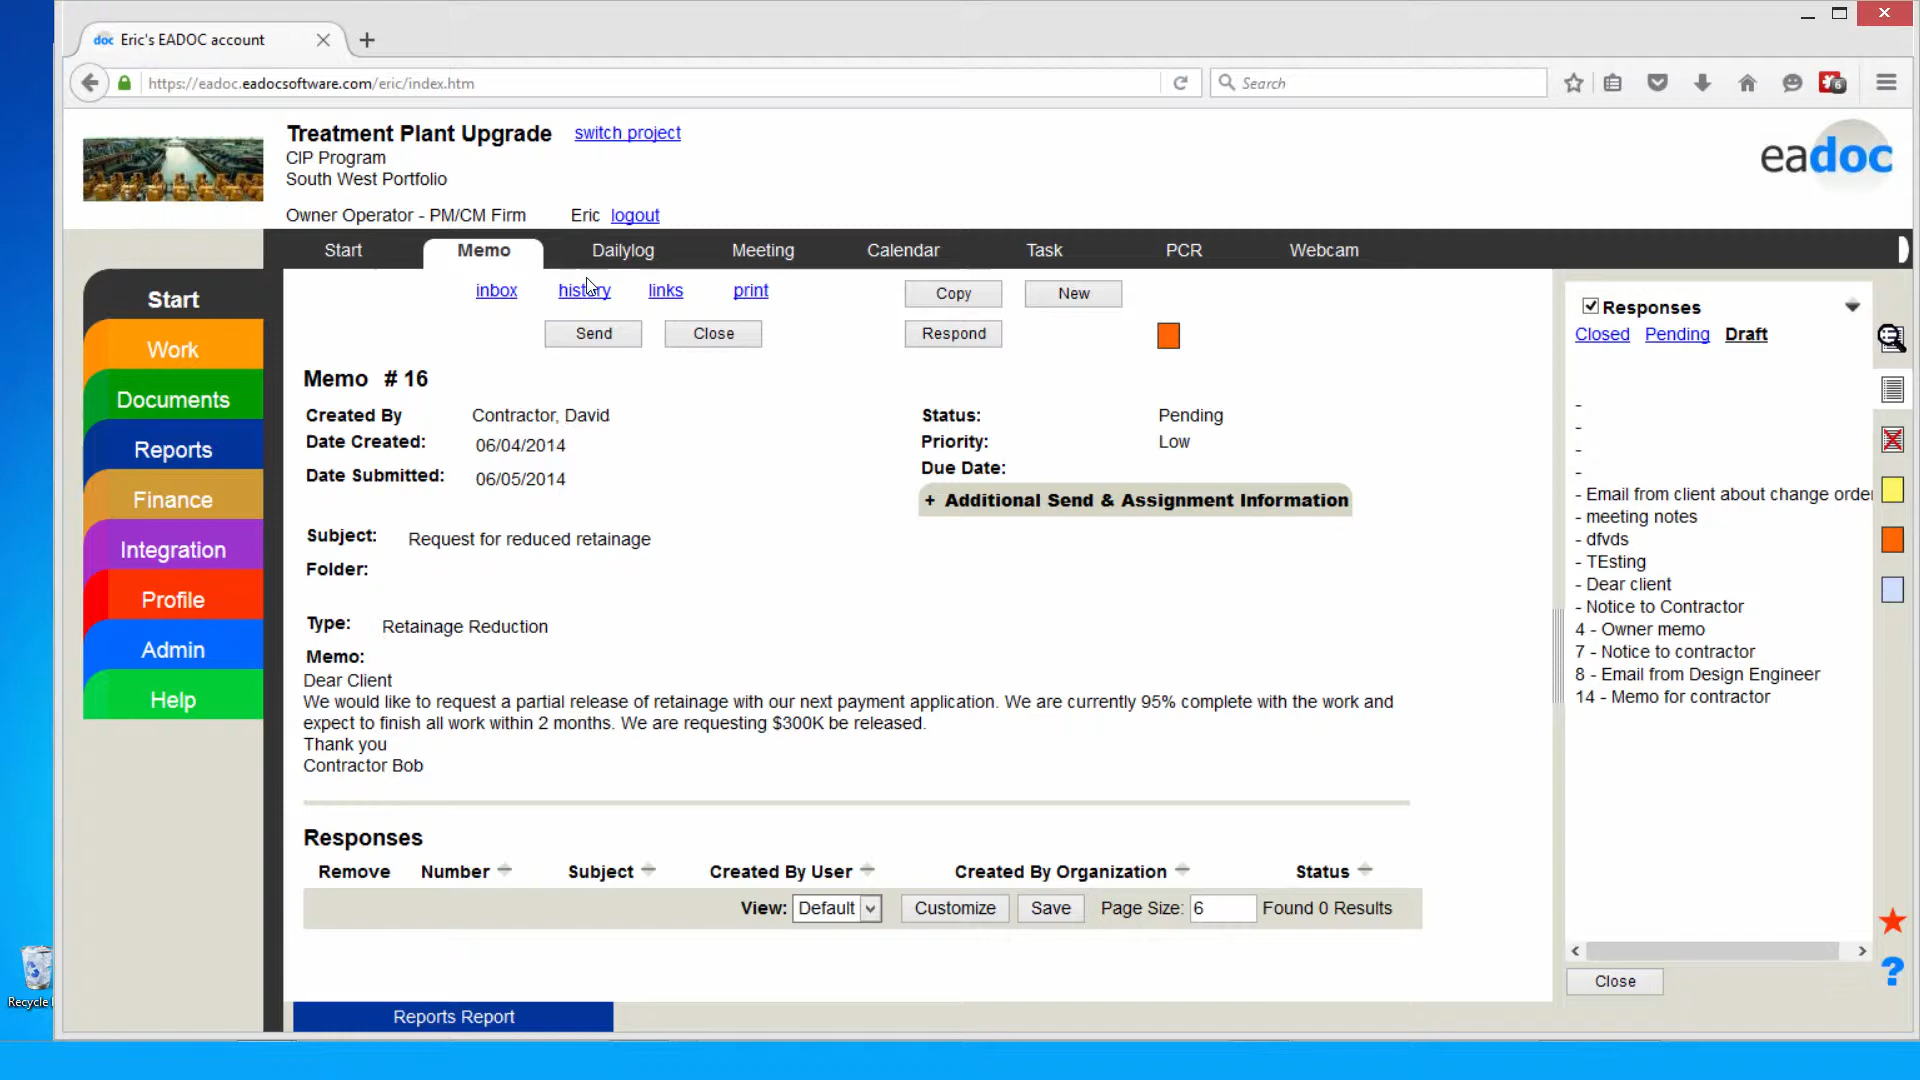 doc Eric's EADOC account
https://eadoc.eadocsoftware.com/eric/index.htm
Search
6
Treatment Plant Upgrade switch project
CIP Program
South West Portfolio
Owner Operator - PM/CM Firm Eric logout
eadoc
Start Memo Dailylog Meeting Calendar Task PCR Webcam
Start
Work
Documents
Reports
Finance
Integration
Profile
Admin
Help
inbox history links print Copy New
Send Close Respond
Memo # 16
Created By Contractor, David Status: Pending
Date Created: 06/04/2014 Priority: Low
Due Date:
Date Submitted: 06/05/2014
+ Additional Send & Assignment Information
Subject: Request for reduced retainage
Folder:
Type: Retainage Reduction
Memo:
Dear Client
We would like to request a partial release of retainage with our next payment application. We are currently 95% complete with the work and
expect to finish all work within 2 months. We are requesting $300K be released.
Thank you
Contractor Bob
Responses
Remove Number Subject Created By User Created By Organization Status
View: Default Customize Save Page Size: 6 Found 0 Results
Reports Report
Responses
Closed Pending Draft
-
-
-
-
- Email from client about change order
- meeting notes
- dfvds
- TEsting
- Dear client
- Notice to Contractor
4 - Owner memo
7 - Notice to contractor
8 - Email from Design Engineer
14 - Memo for contractor
Close
?
Recycle